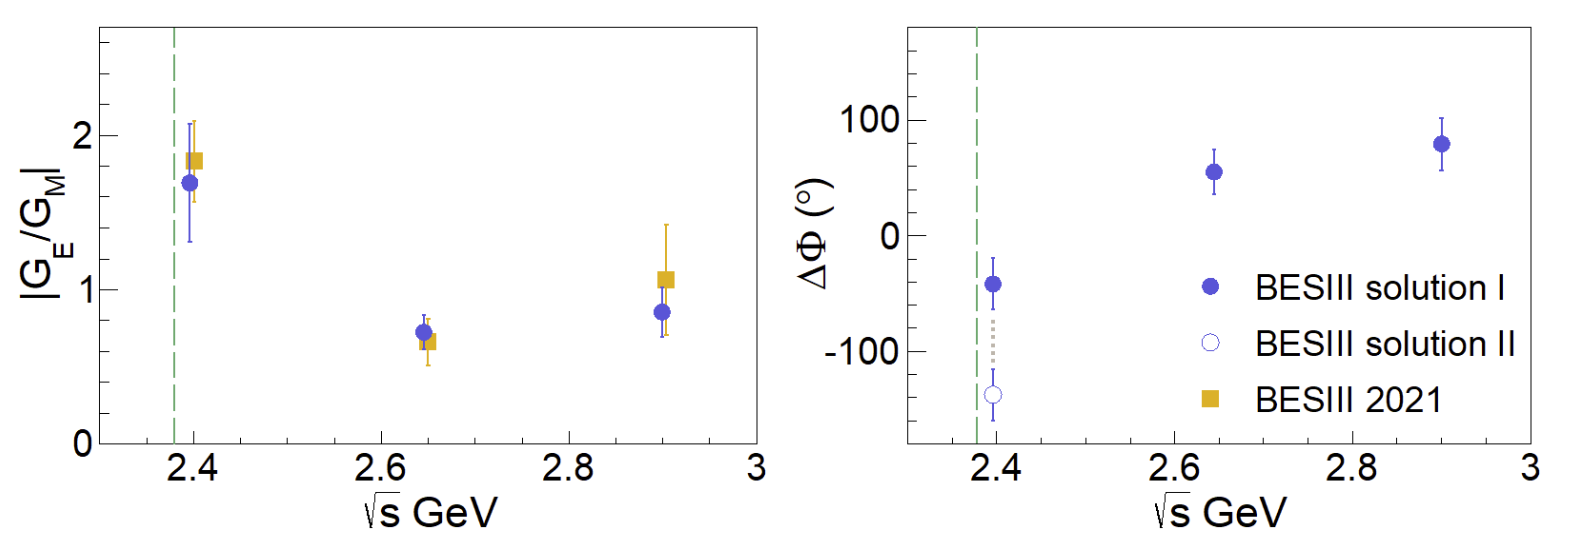 |G_E/G_M|
2
1
0
2.4 2.6 2.8 3
√s GeV
ΔΦ (°)
100
0
-100
BESIII solution I
BESIII solution II
BESIII 2021
2.4 2.6 2.8 3
√s GeV